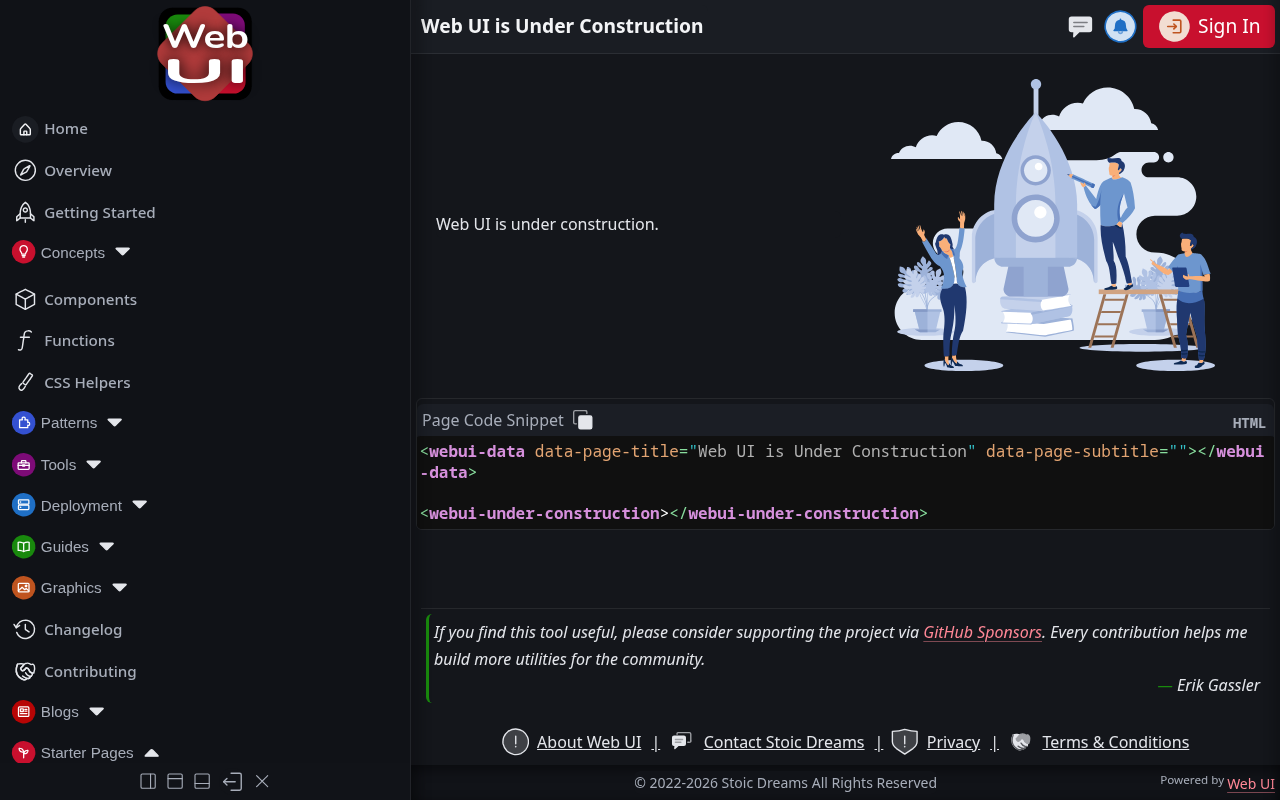 Web UI
Home
Overview
Getting Started
Concepts
Components
Functions
CSS Helpers
Patterns
Tools
Deployment
Guides
Graphics
Changelog
Contributing
Blogs
Starter Pages
Web UI is Under Construction
Sign In
Web UI is under construction.
Page Code Snippet
HTML
<webui-data data-page-title="Web UI is Under Construction" data-page-subtitle=""></webui
-data>
<webui-under-construction></webui-under-construction>
If you find this tool useful, please consider supporting the project via GitHub Sponsors. Every contribution helps me
build more utilities for the community.
— Erik Gassler
About Web UI | Contact Stoic Dreams | Privacy | Terms & Conditions
© 2022-2026 Stoic Dreams All Rights Reserved
Powered by Web UI